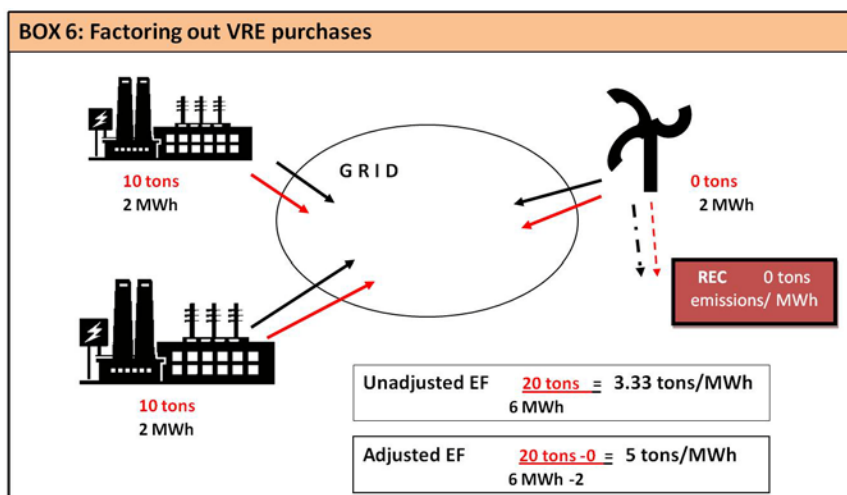 BOX 6: Factoring out VRE purchases
G R I D
10 tons
2 MWh
0 tons
2 MWh
REC 0 tons
emissions/ MWh
10 tons
2 MWh
Unadjusted EF 20 tons = 3.33 tons/MWh
6 MWh
Adjusted EF 20 tons -0 = 5 tons/MWh
6 MWh -2